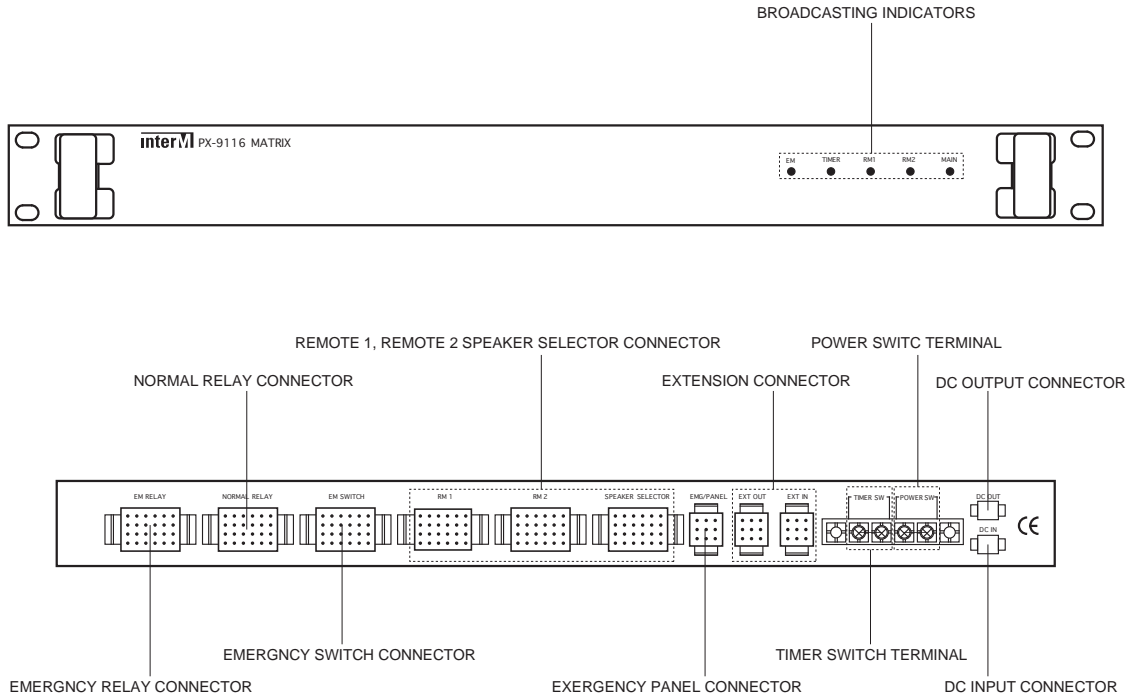 BROADCASTING INDICATORS
interM PX-9116 MATRIX
EM TIMER RM1 RM2 MAIN
REMOTE 1, REMOTE 2 SPEAKER SELECTOR CONNECTOR POWER SWITC TERMINAL
NORMAL RELAY CONNECTOR EXTENSION CONNECTOR DC OUTPUT CONNECTOR
EM RELAY NORMAL RELAY EM SWITCH RM 1 RM 2 SPEAKER SELECTOR EMG/PANEL EXT OUT EXT IN TIMER SW POWER SW DC OUT
DC IN
CE
EMERGNCY SWITCH CONNECTOR TIMER SWITCH TERMINAL
EMERGNCY RELAY CONNECTOR EXERGENCY PANEL CONNECTOR DC INPUT CONNECTOR